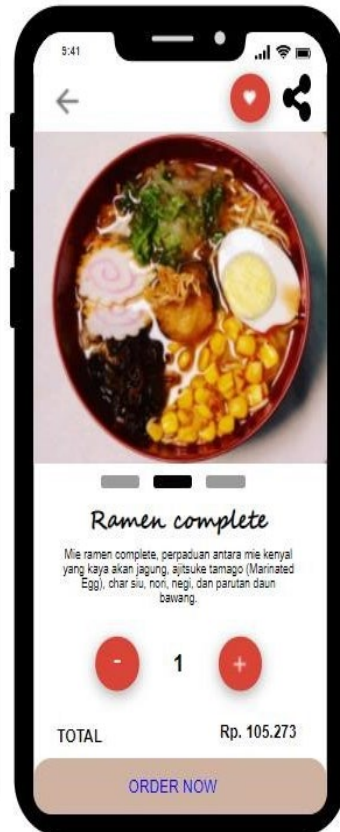 5:41
Ramen complete
Mie ramen complete, perpaduan antara mie kenyal
yang kaya akan jagung, ajitsuke tamago (Marinated
Egg), char siu, nori, negi, dan parutan daun
bawang.
- 1 +
TOTAL Rp. 105.273
ORDER NOW